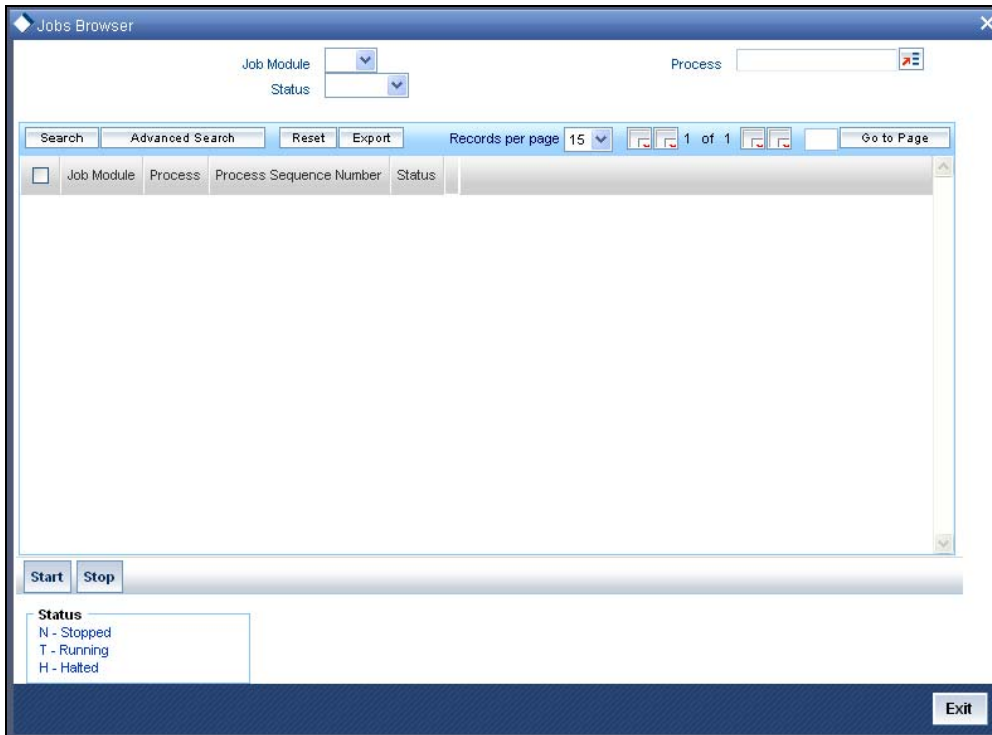 Jobs Browser
Job Module
Process
Status
Search Advanced Search Reset Export Records per page 15 1 of 1 Go to Page
Job Module Process Process Sequence Number Status
Start Stop
Status
N - Stopped
T - Running
H - Halted
Exit